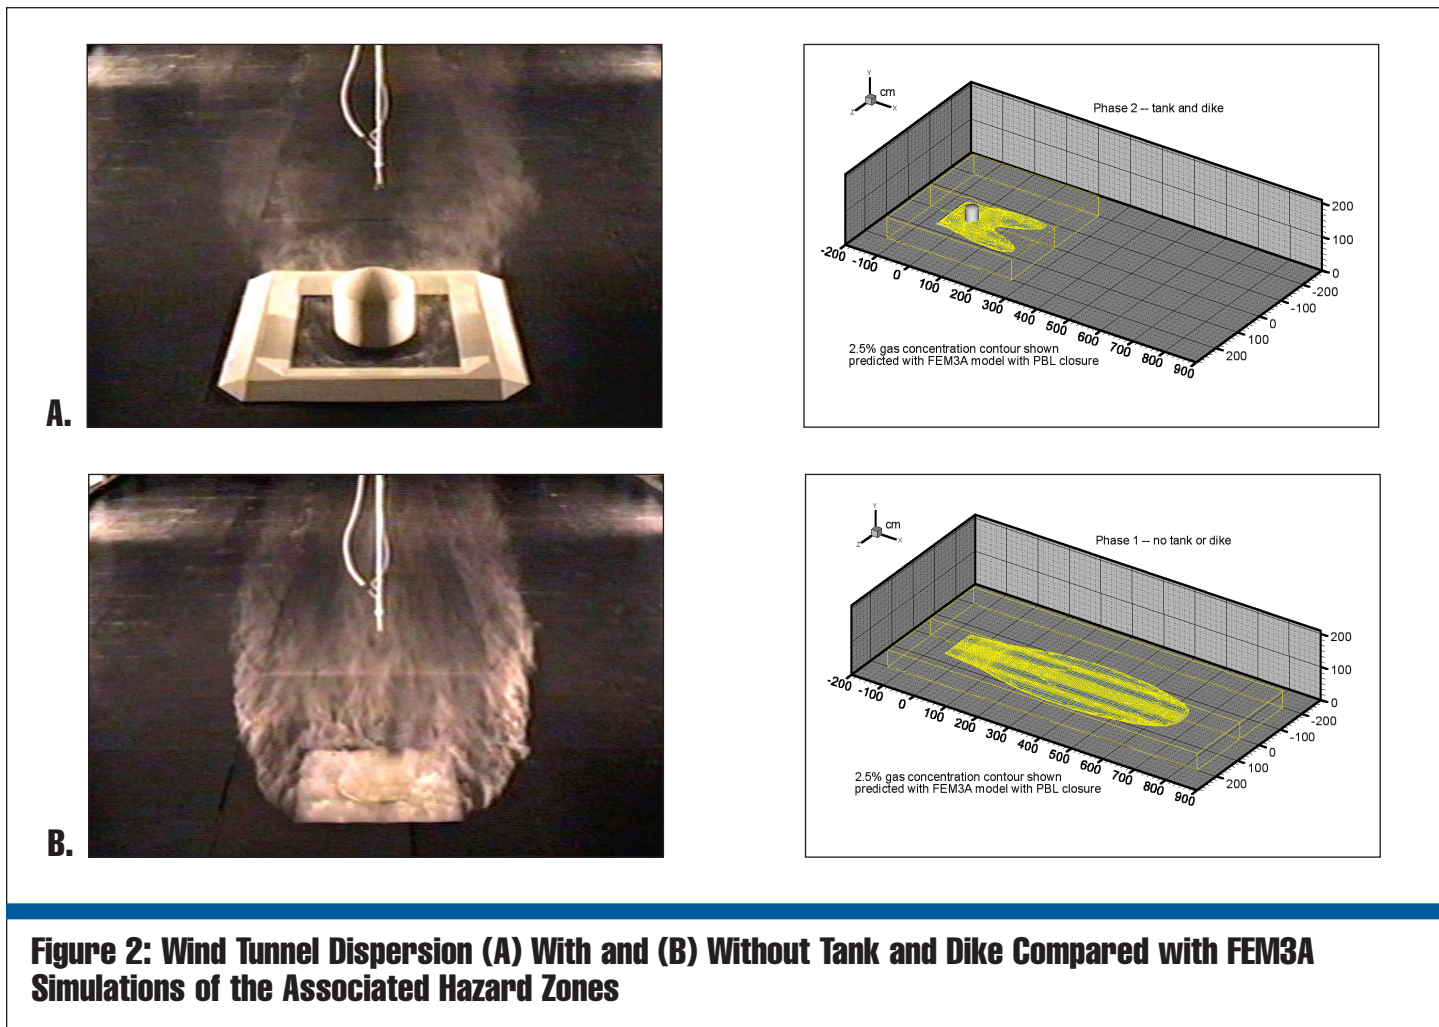 A.
Y
cm
X
Z
Phase 2 -- tank and dike
200
100
0
-200
-100
0
100
200
-200
-100
0
100
200
300
400
500
600
700
800
900
2.5% gas concentration contour shown
predicted with FEM3A model with PBL closure
B.
Y
cm
X
Z
Phase 1 -- no tank or dike
200
100
0
-200
-100
0
100
200
-200
-100
0
100
200
300
400
500
600
700
800
900
2.5% gas concentration contour shown
predicted with FEM3A model with PBL closure
Figure 2: Wind Tunnel Dispersion (A) With and (B) Without Tank and Dike Compared with FEM3A
Simulations of the Associated Hazard Zones